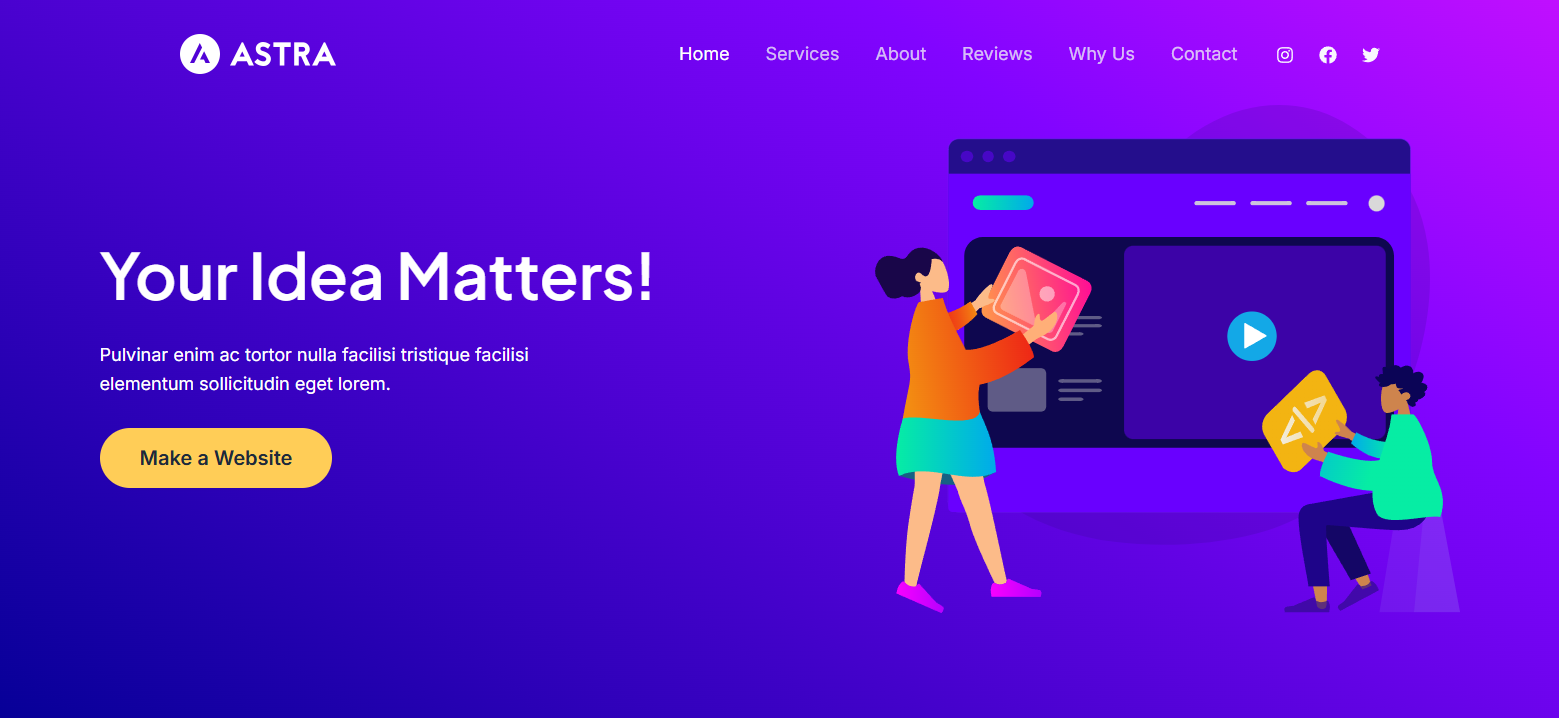 ASTRA
Home Services About Reviews Why Us Contact
Your Idea Matters!
Pulvinar enim ac tortor nulla facilisi tristique facilisi
elementum sollicitudin eget lorem.
Make a Website
</>